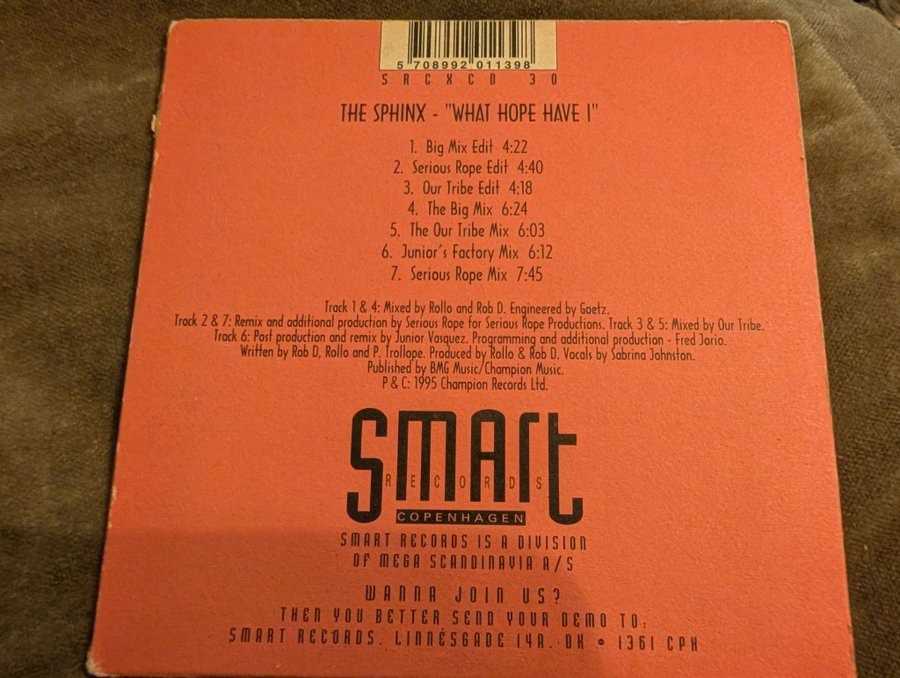 5 708992 011398
SRCXCD 30
THE SPHINX - "WHAT HOPE HAVE I"
1. Big Mix Edit 4:22
2. Serious Rope Edit 4:40
3. Our Tribe Edit 4:18
4. The Big Mix 6:24
5. The Our Tribe Mix 6:03
6. Junior's Factory Mix 6:12
7. Serious Rope Mix 7:45
Track 1 & 4: Mixed by Rollo and Rob D. Engineered by Goetz.
Track 2 & 7: Remix and additional production by Serious Rope for Serious Rope Productions. Track 3 & 5: Mixed by Our Tribe.
Track 6: Post production and remix by Junior Vasquez. Programming and additional production - Fred Jorio.
Written by Rob D, Rollo and P. Trollope. Produced by Rollo & Rob D. Vocals by Sabrina Johnston.
Published by BMG Music/Champion Music.
P & C: 1995 Champion Records Ltd.
SMART
RECORDS
COPENHAGEN
SMART RECORDS IS A DIVISION
OF MEGA SCANDINAVIA A/S
WANNA JOIN US?
THEN YOU BETTER SEND YOUR DEMO TO:
SMART RECORDS. LINNÉSGADE 14A. DK • 1361 CPH